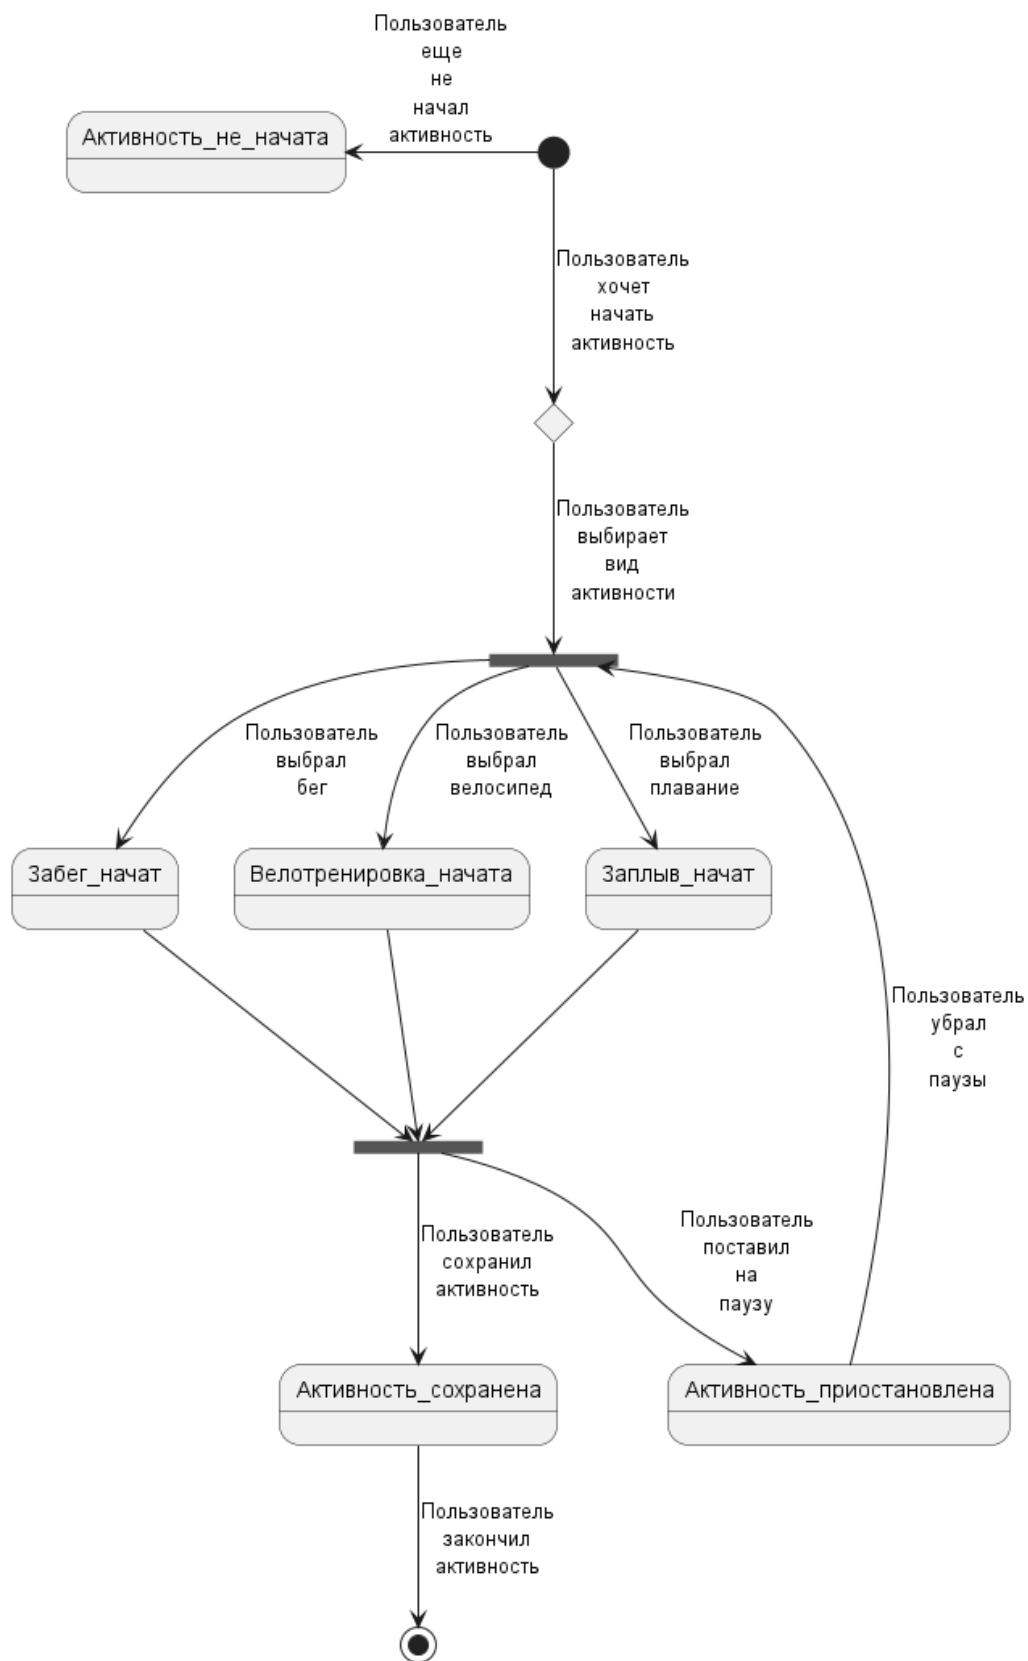 Пользователь
еще
не
начал
активность
Активность_не_начата
Пользователь
хочет
начать
активность
Пользователь
выбирает
вид
активности
Пользователь
выбрал
бег
Пользователь
выбрал
велосипед
Пользователь
выбрал
плавание
Забег_начат
Велотренировка_начата
Заплыв_начат
Пользователь
убрал
с
паузы
Пользователь
сохранил
активность
Пользователь
поставил
на
паузу
Активность_сохранена
Активность_приостановлена
Пользователь
закончил
активность